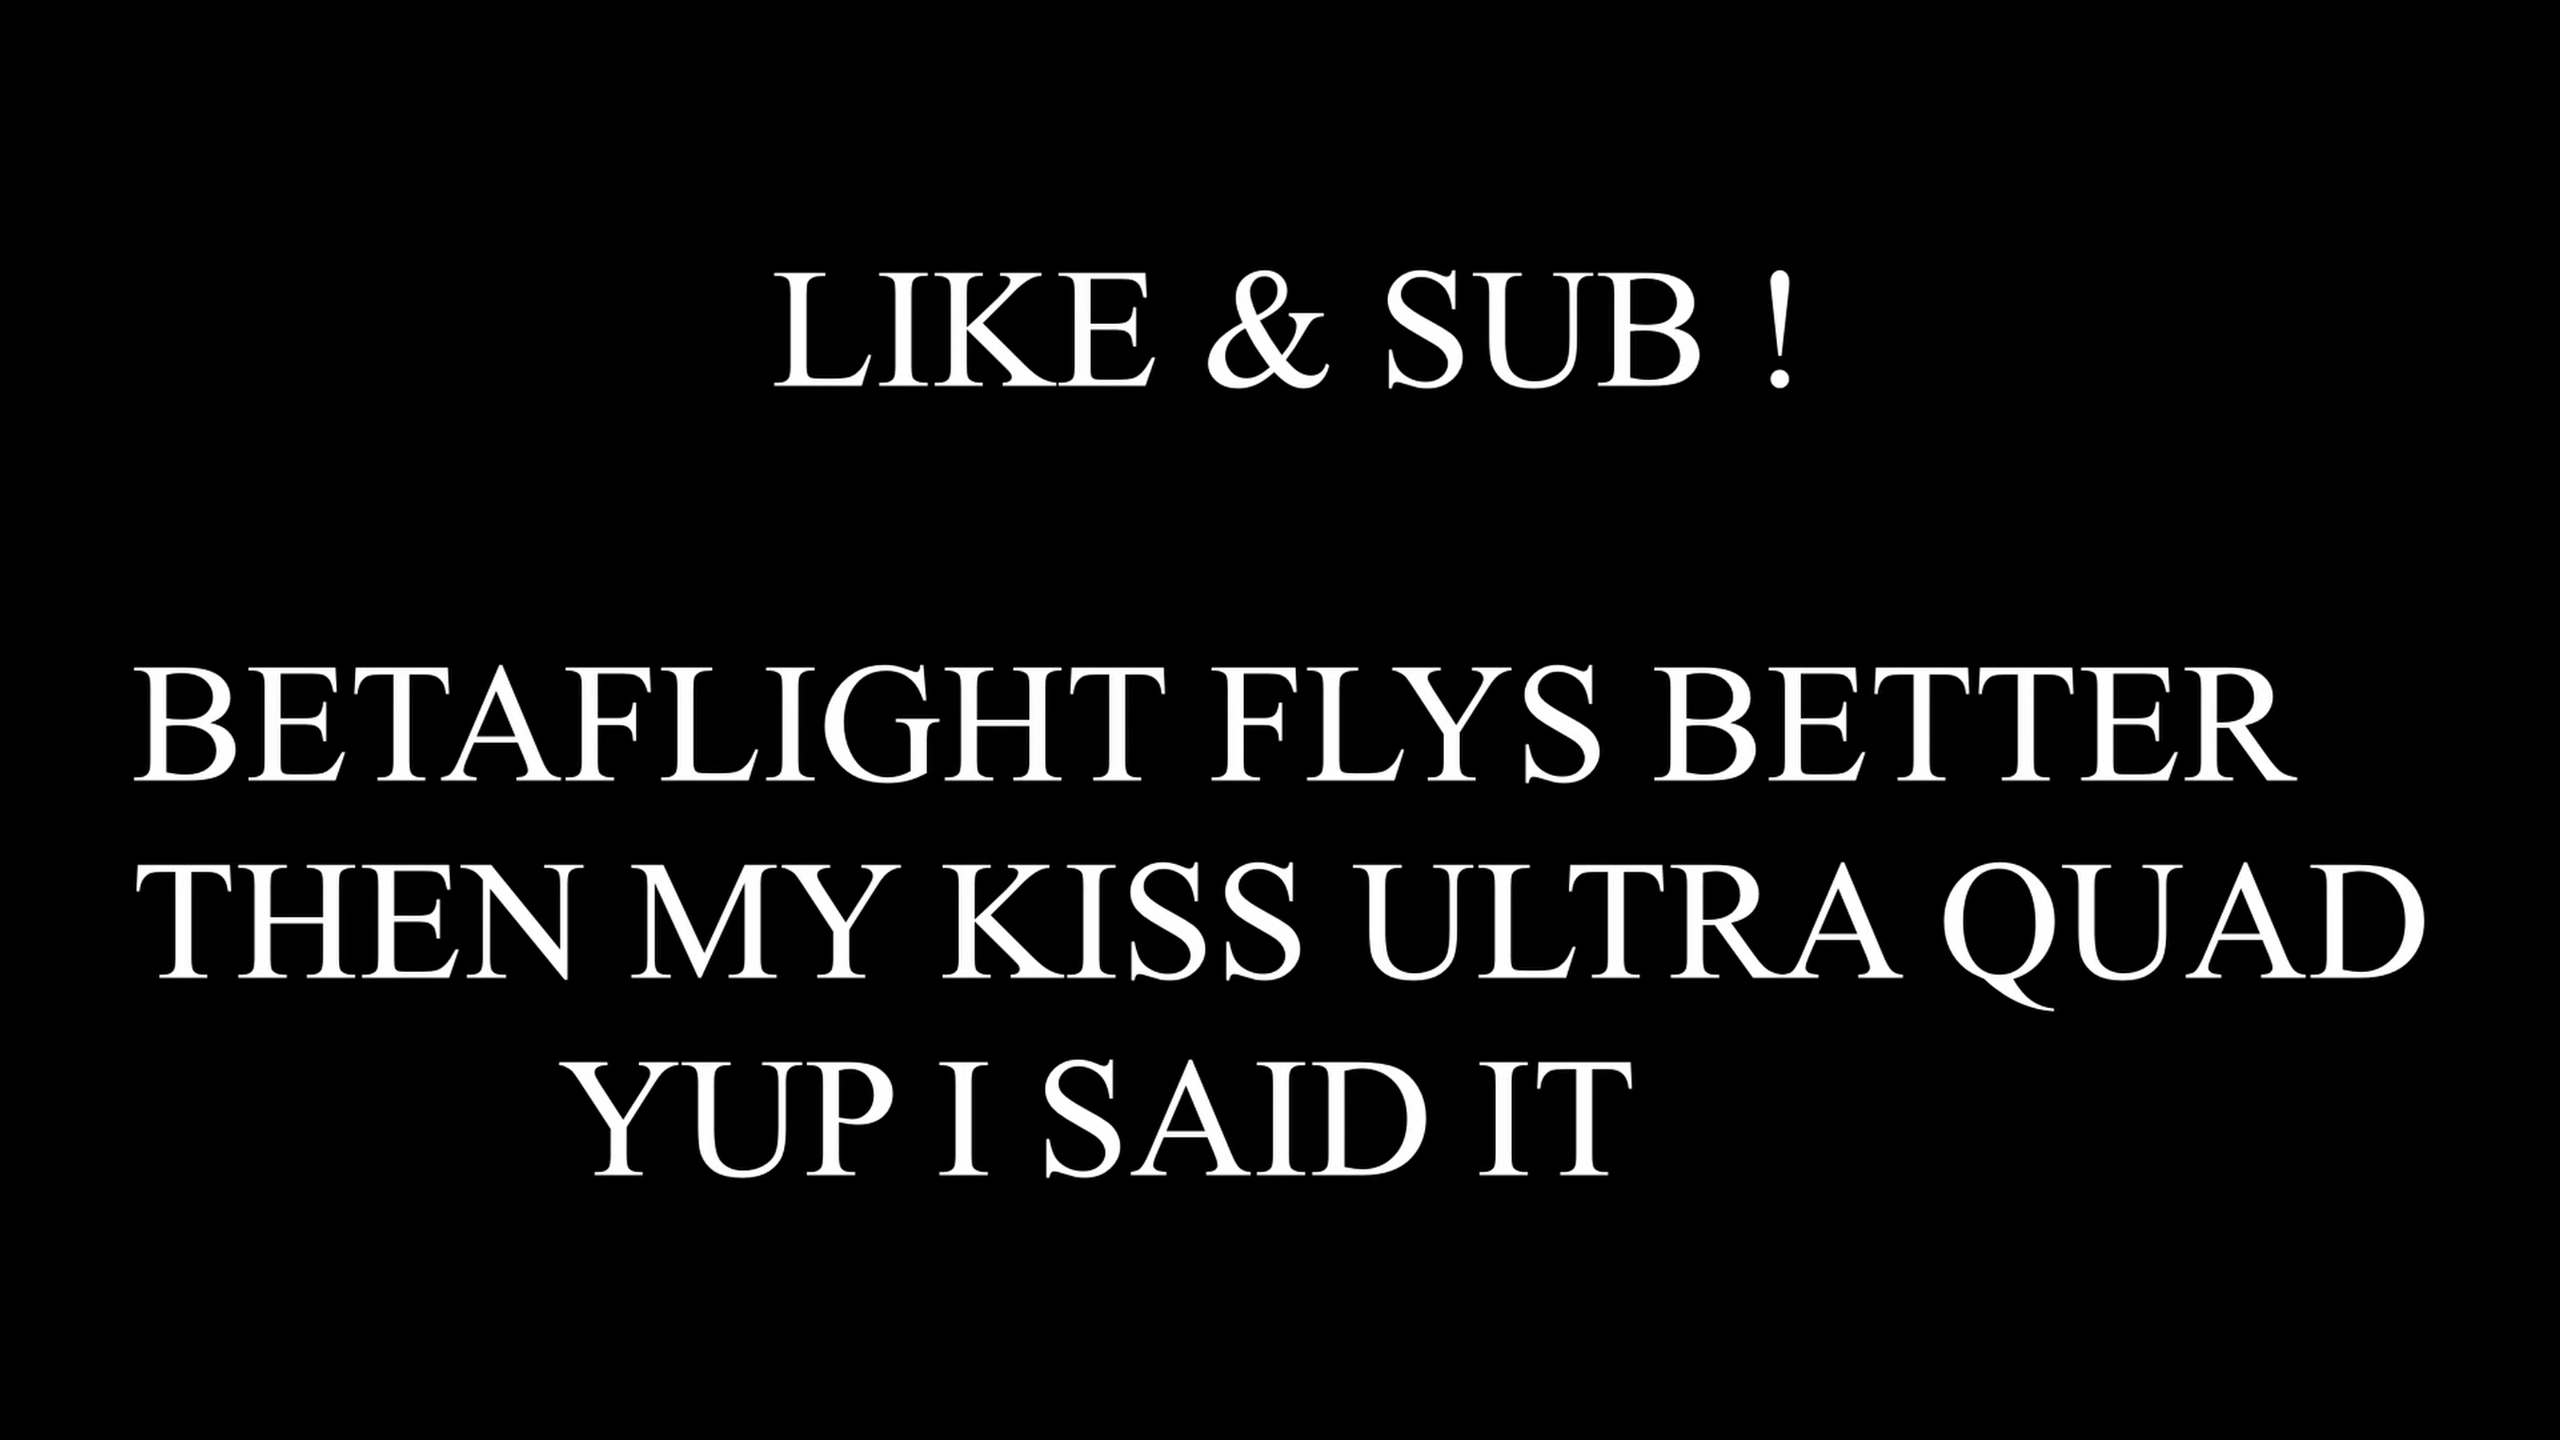 LIKE & SUB !
BETAFLIGHT FLYS BETTER
THEN MY KISS ULTRA QUAD
YUP I SAID IT